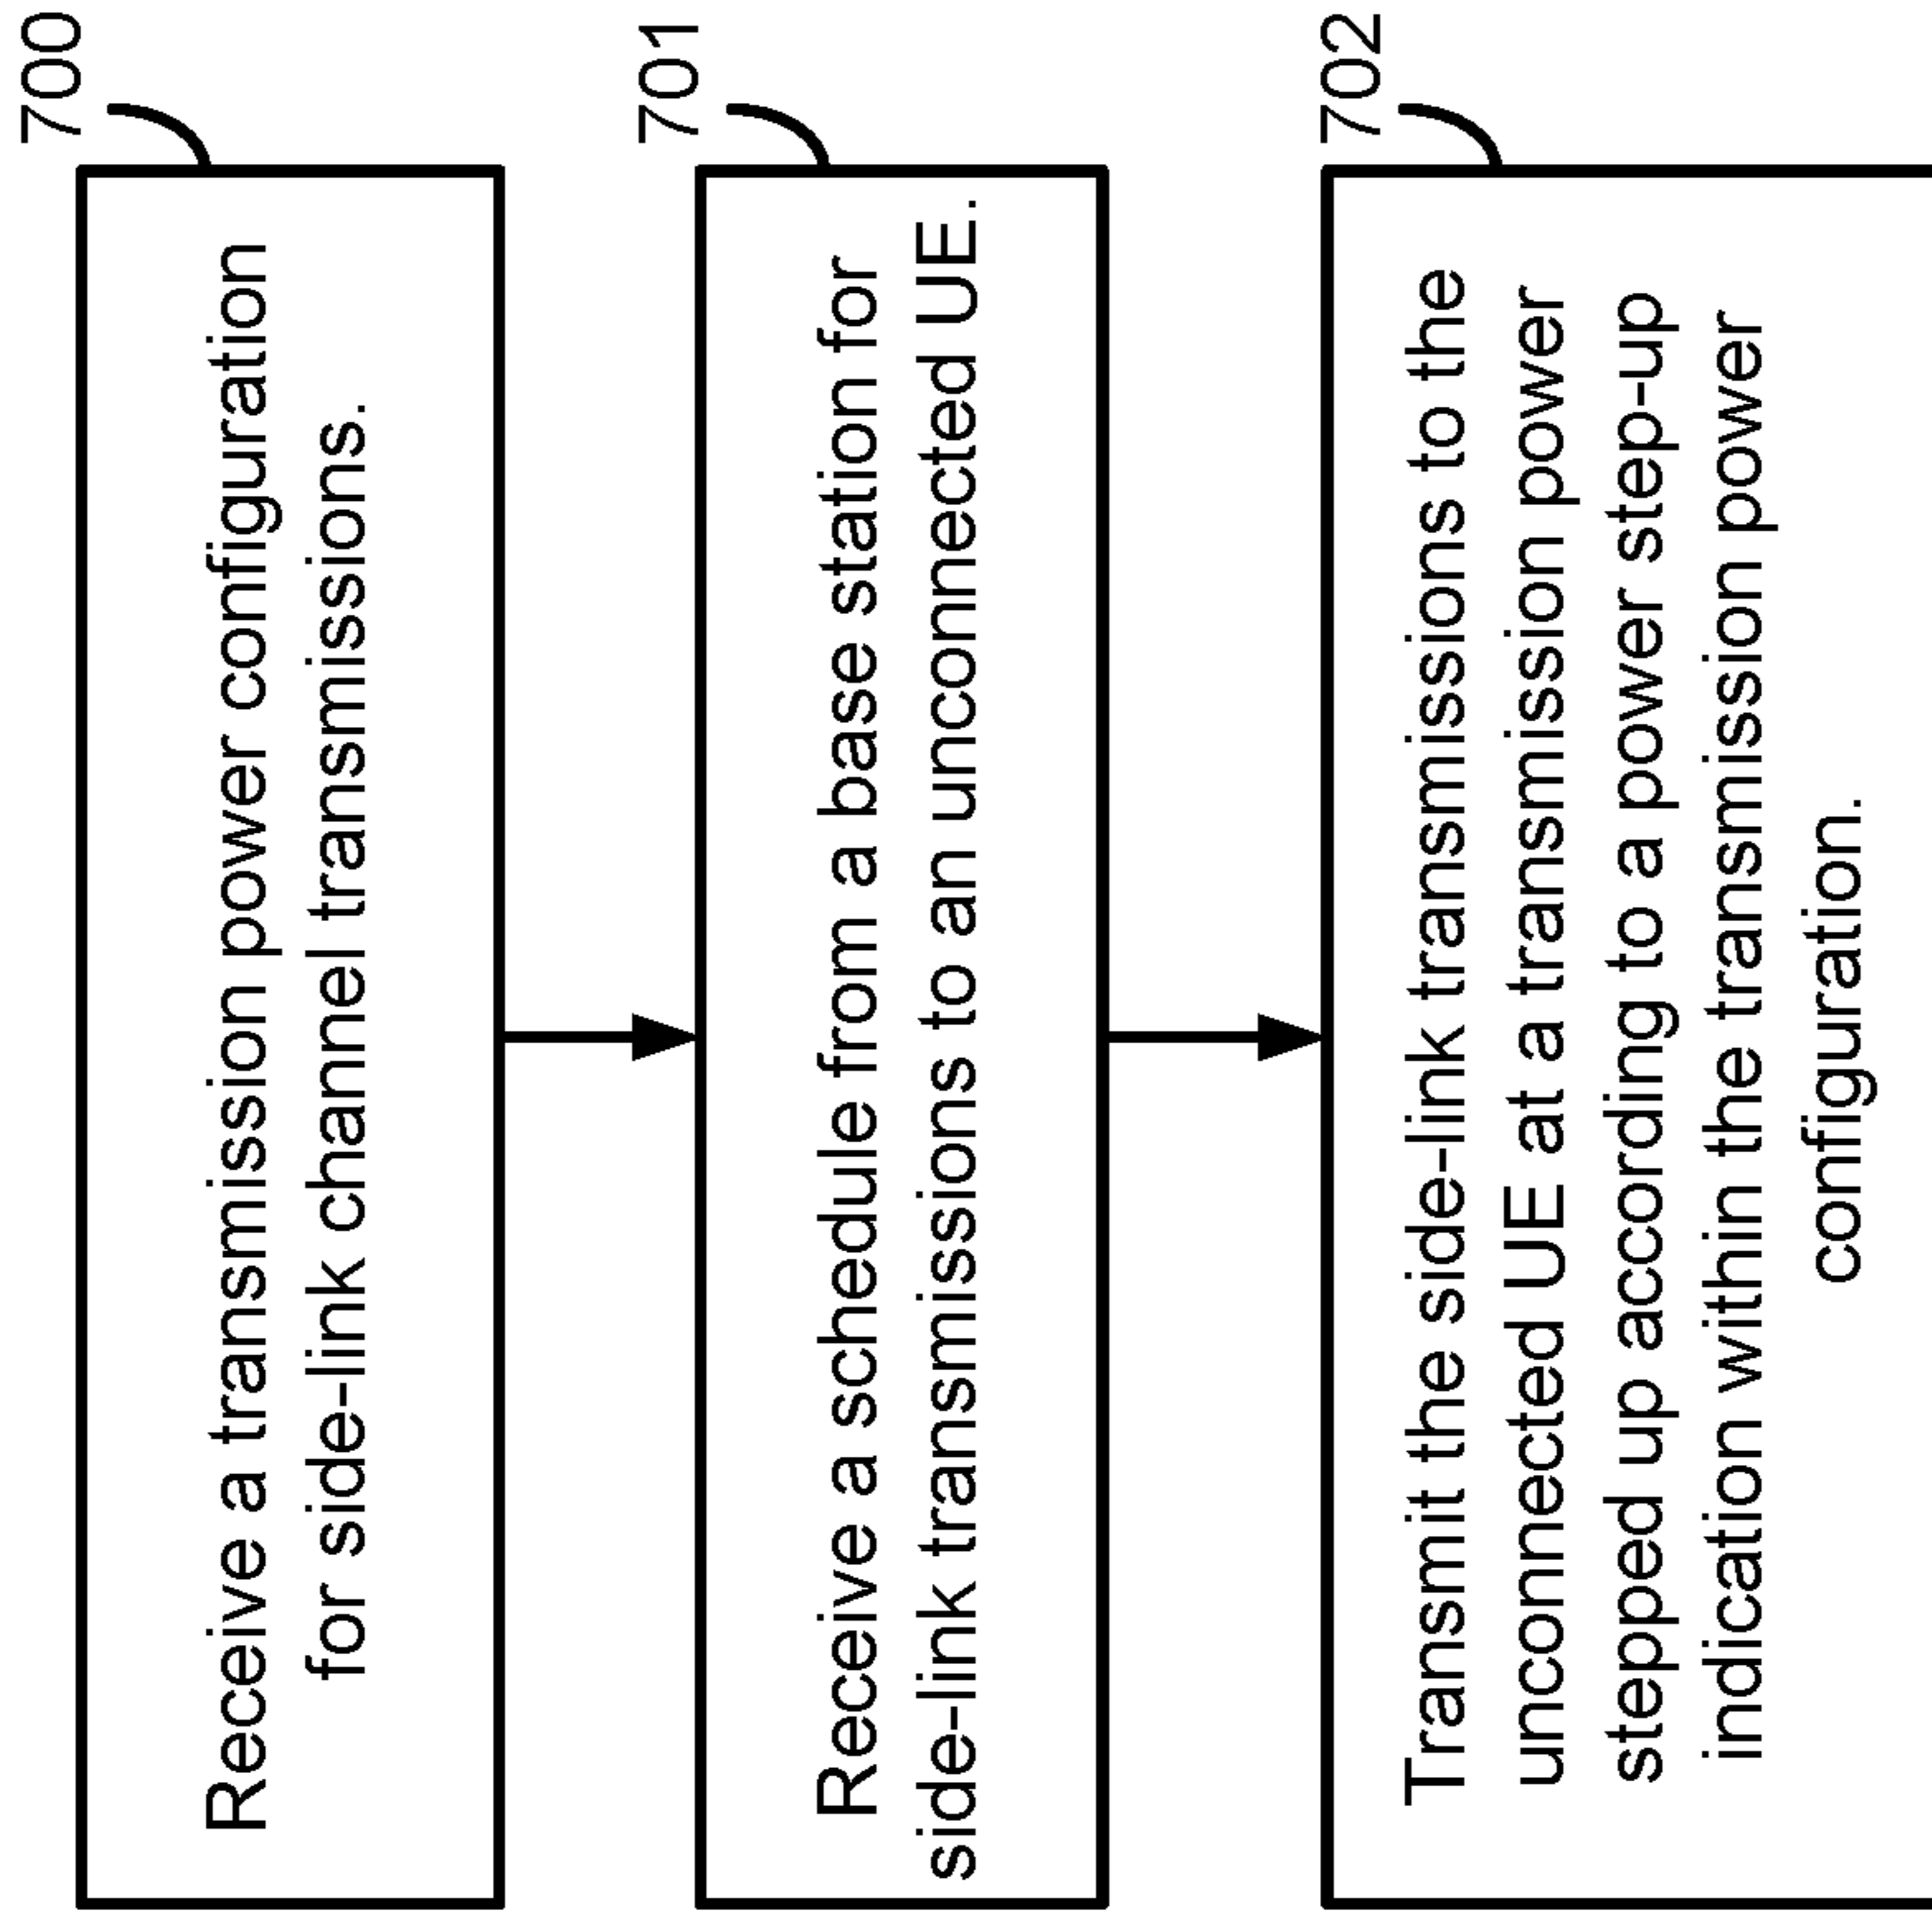 700
Receive a transmission power configuration
for side-link channel transmissions.
701
Receive a schedule from a base station for
side-link transmissions to an unconnected UE.
702
Transmit the side-link transmissions to the
unconnected UE at a transmission power
stepped up according to a power step-up
indication within the transmission power
configuration.